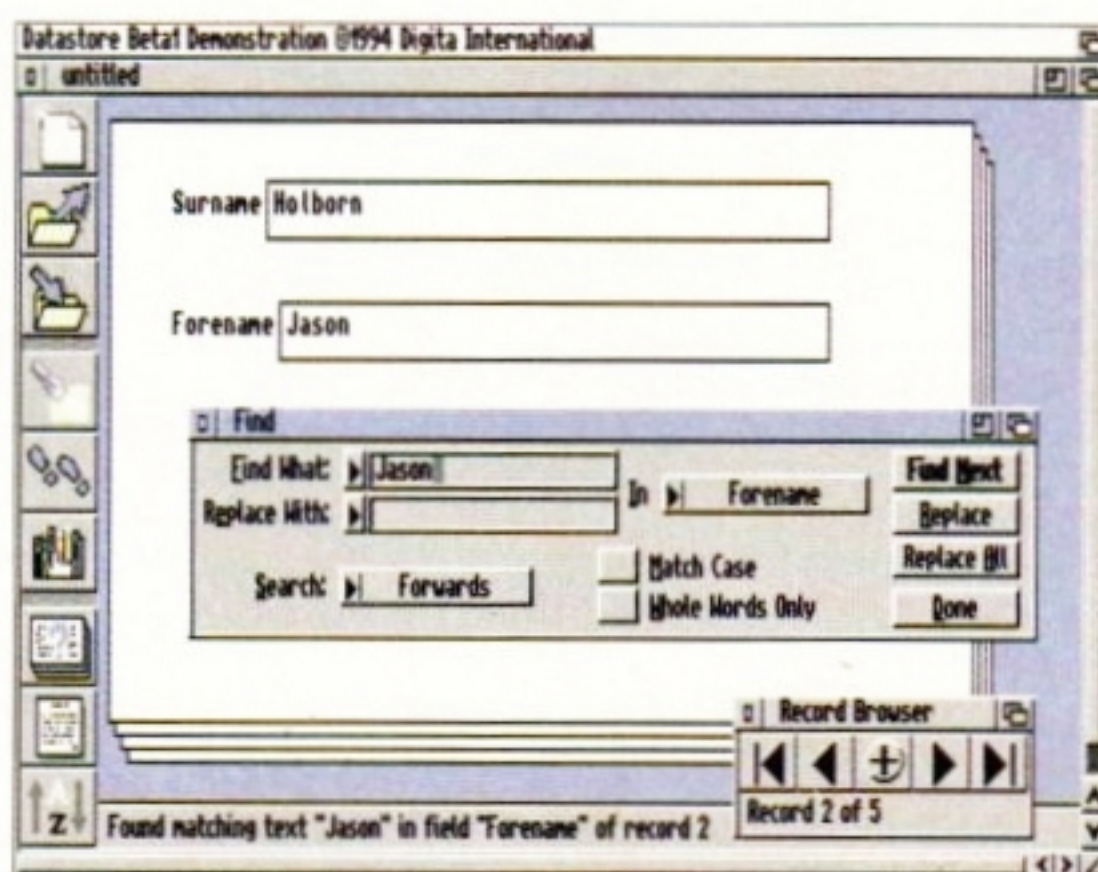 Datastore Beta1 Demonstration ©1994 Digita International
untitled
Surname Holborn
Forename Jason
Find
Find What: Jason
In Forename
Find Next
Replace With:
Replace
Search: Forwards
Match Case
Replace All
Whole Words Only
Done
Record Browser
Record 2 of 5
Found matching text "Jason" in field "Forename" of record 2
A
Z